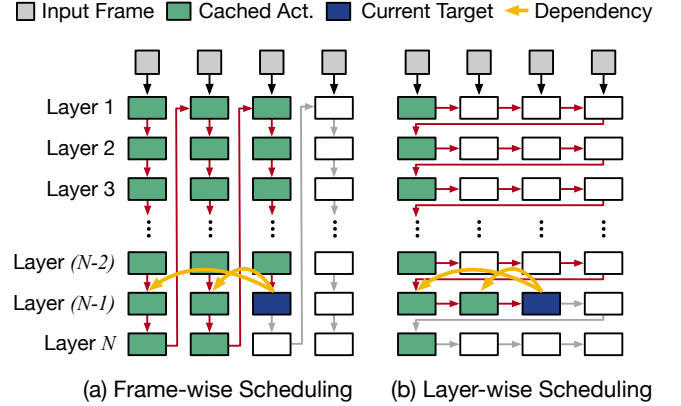 Input Frame Cached Act. Current Target Dependency
Layer 1
Layer 2
Layer 3
Layer (N-2)
Layer (N-1)
Layer N
(a) Frame-wise Scheduling
(b) Layer-wise Scheduling